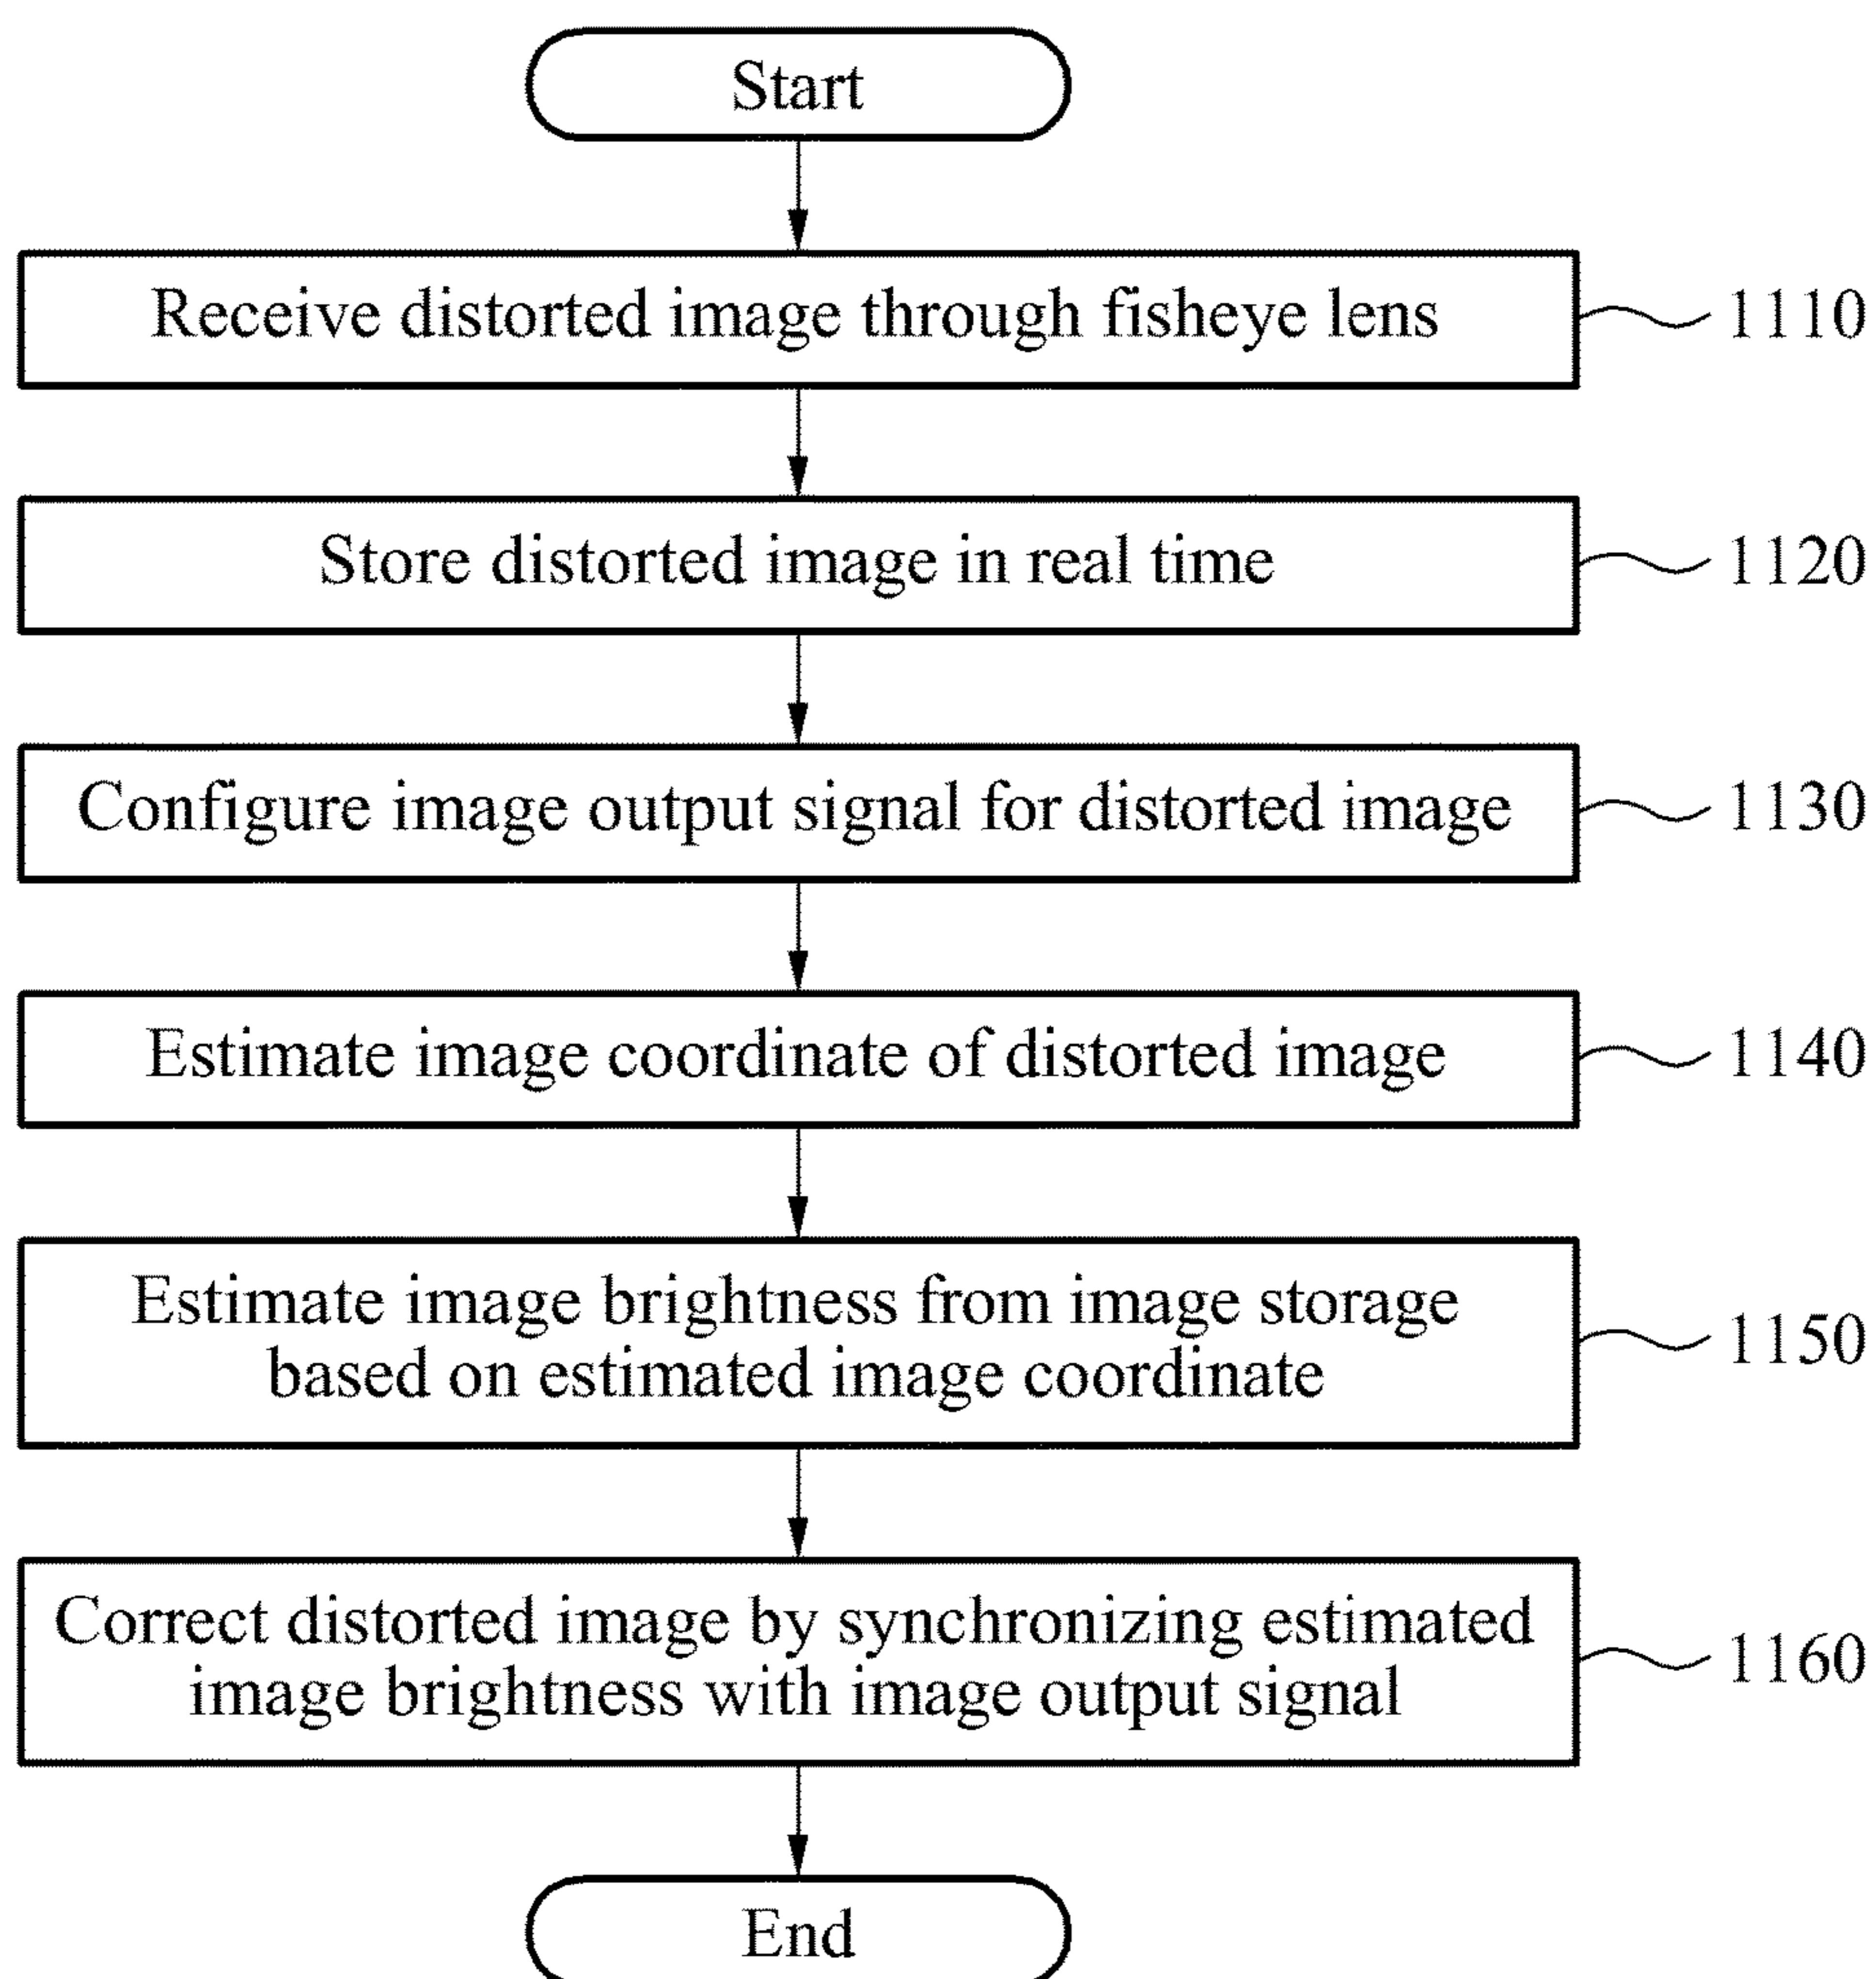 Start
Receive distorted image through fisheye lens
1110
Store distorted image in real time
1120
Configure image output signal for distorted image
1130
Estimate image coordinate of distorted image
1140
Estimate image brightness from image storage
based on estimated image coordinate
1150
Correct distorted image by synchronizing estimated
image brightness with image output signal
1160
End